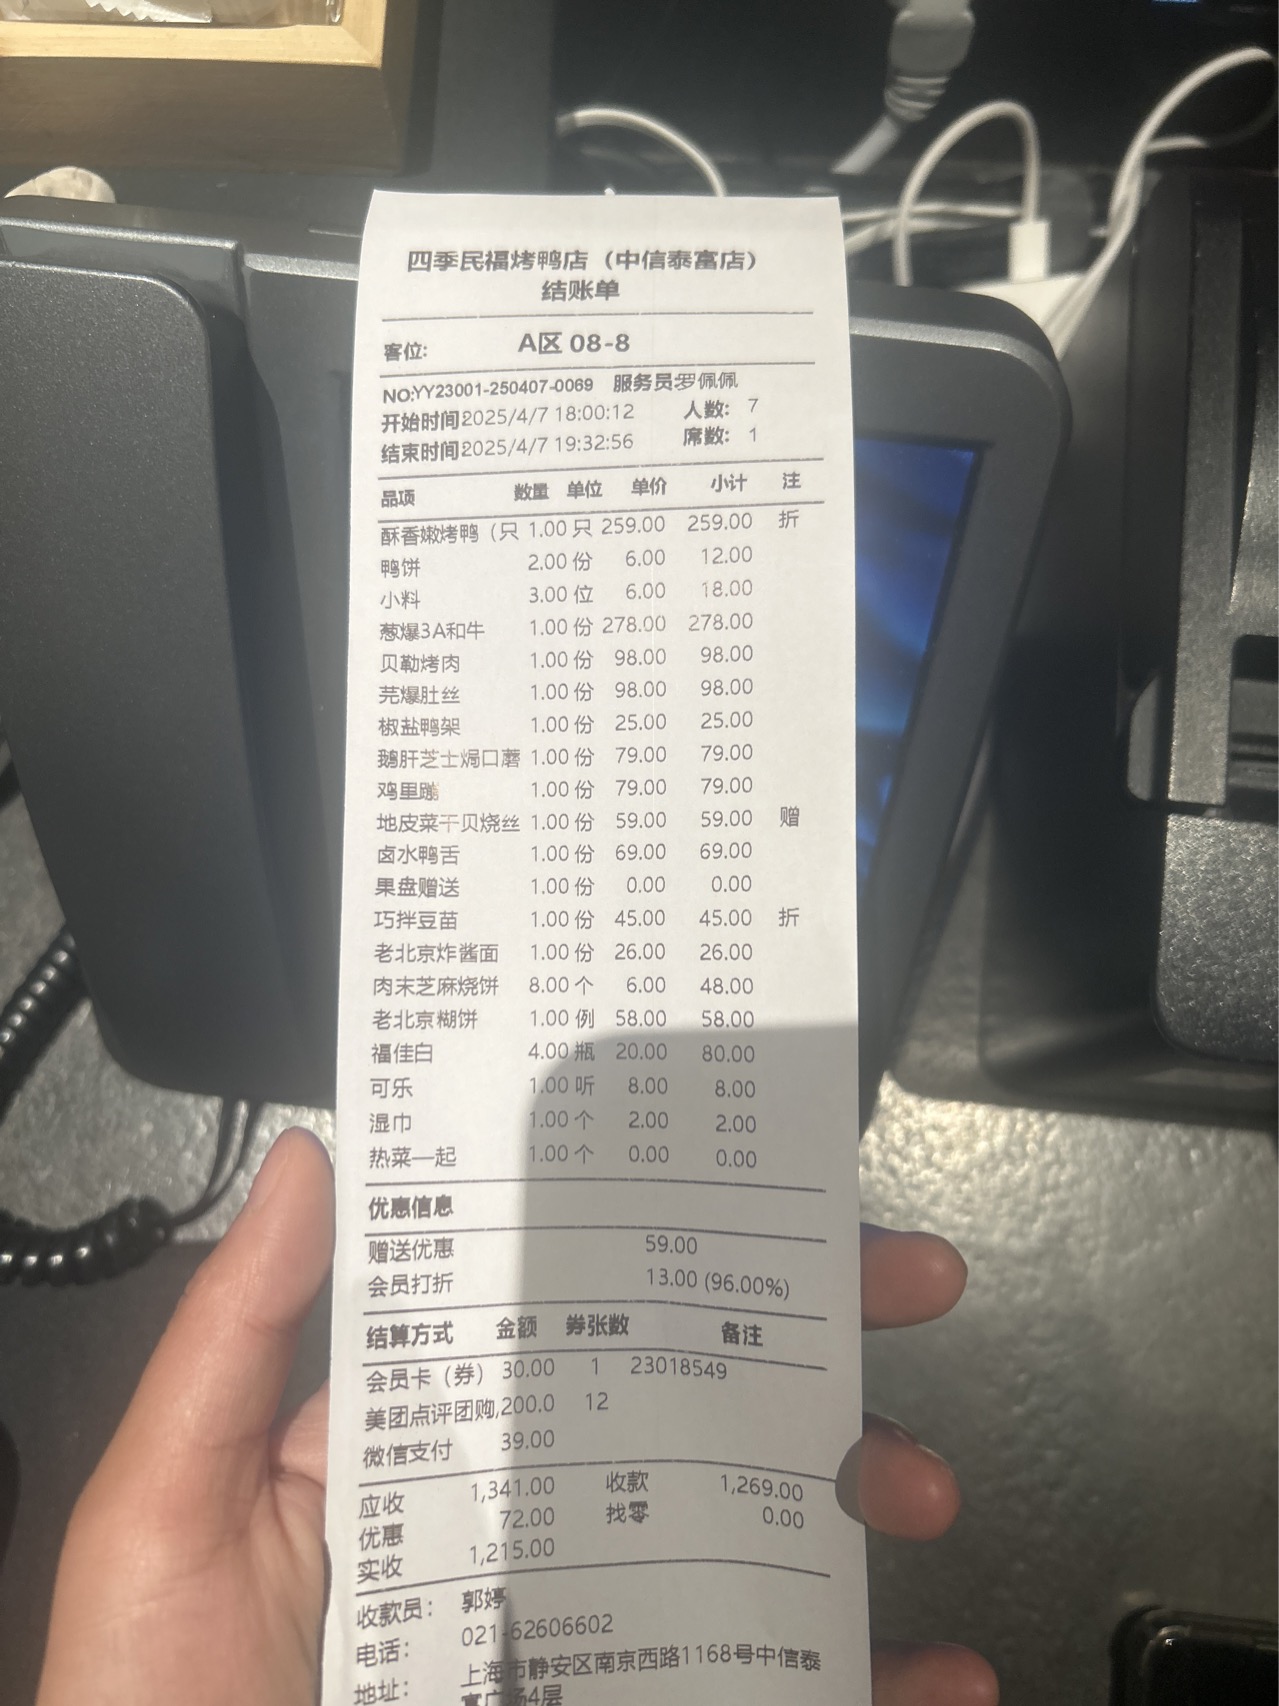 四季民福烤鸭店（中信泰富店）
结账单
客位: A区 08-8
NO:YY23001-250407-0069 服务员:罗佩佩
开始时间2025/4/7 18:00:12 人数: 7
结束时间2025/4/7 19:32:56 席数: 1
品项 数量 单位 单价 小计 注
酥香嫩烤鸭（只 1.00 只 259.00 259.00 折
鸭饼 2.00 份 6.00 12.00
小料 3.00 位 6.00 18.00
葱爆3A和牛 1.00 份 278.00 278.00
贝勒烤肉 1.00 份 98.00 98.00
芫爆肚丝 1.00 份 98.00 98.00
椒盐鸭架 1.00 份 25.00 25.00
鹅肝芝士焗口蘑 1.00 份 79.00 79.00
鸡里蹦 1.00 份 79.00 79.00
地皮菜干贝烧丝 1.00 份 59.00 59.00 赠
卤水鸭舌 1.00 份 69.00 69.00
果盘赠送 1.00 份 0.00 0.00
巧拌豆苗 1.00 份 45.00 45.00 折
老北京炸酱面 1.00 份 26.00 26.00
肉末芝麻烧饼 8.00 个 6.00 48.00
老北京糊饼 1.00 例 58.00 58.00
福佳白 4.00 瓶 20.00 80.00
可乐 1.00 听 8.00 8.00
湿巾 1.00 个 2.00 2.00
热菜一起 1.00 个 0.00 0.00
优惠信息
赠送优惠 59.00
会员打折 13.00 (96.00%)
结算方式 金额 券张数 备注
会员卡（券） 30.00 1 23018549
美团点评团购,200.0 12
微信支付 39.00
应收 1,341.00 收款 1,269.00
优惠 72.00 找零 0.00
实收 1,215.00
收款员: 郭婷
电话: 021-62606602
地址: 上海市静安区南京西路1168号中信泰
富广场4层